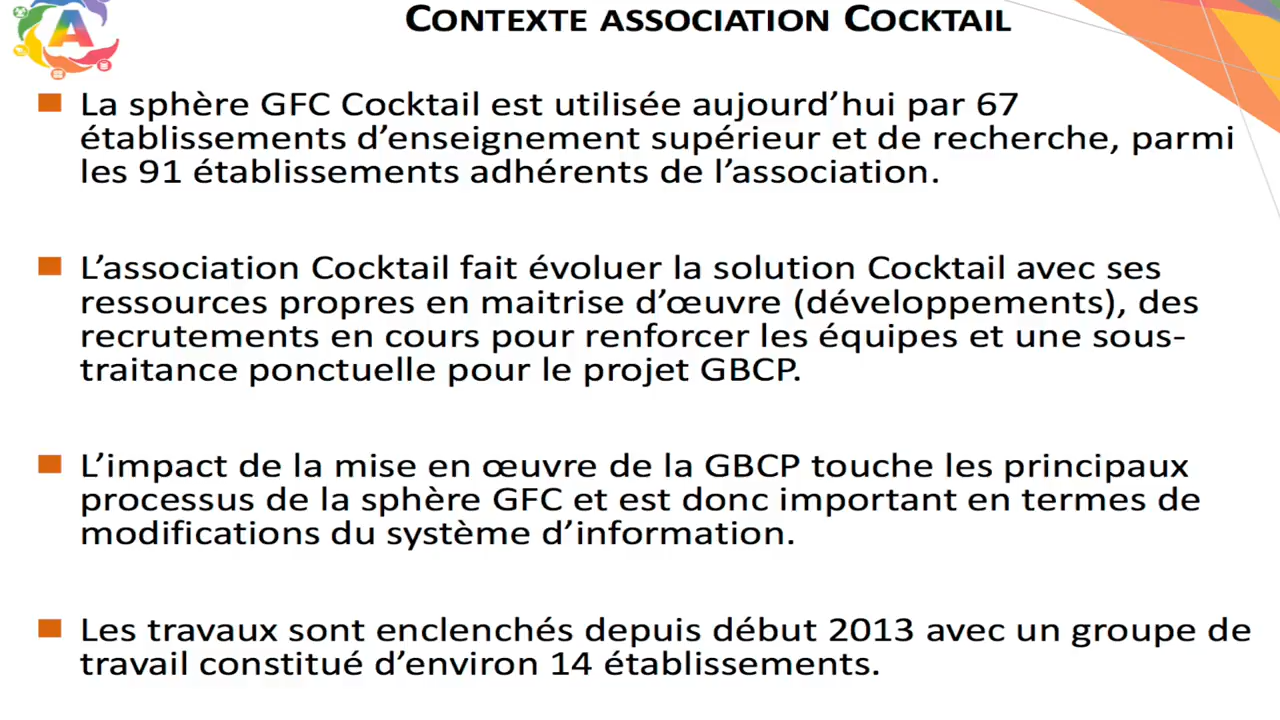 CONTEXTE ASSOCIATION COCKTAIL
A
La sphère GFC Cocktail est utilisée aujourd’hui par 67
établissements d’enseignement supérieur et de recherche, parmi
les 91 établissements adhérents de l’association.
L’association Cocktail fait évoluer la solution Cocktail avec ses
ressources propres en maitrise d’œuvre (développements), des
recrutements en cours pour renforcer les équipes et une sous-
traitance ponctuelle pour le projet GBCP.
L’impact de la mise en œuvre de la GBCP touche les principaux
processus de la sphère GFC et est donc important en termes de
modifications du système d’information.
Les travaux sont enclenchés depuis début 2013 avec un groupe de
travail constitué d’environ 14 établissements.